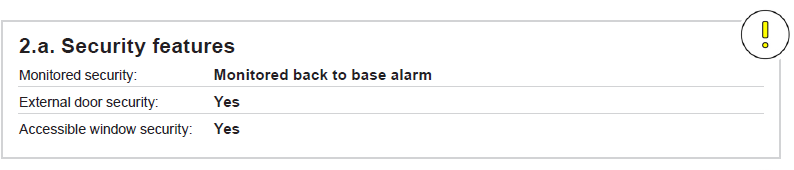 2.a. Security features
Monitored security: Monitored back to base alarm
External door security: Yes
Accessible window security: Yes